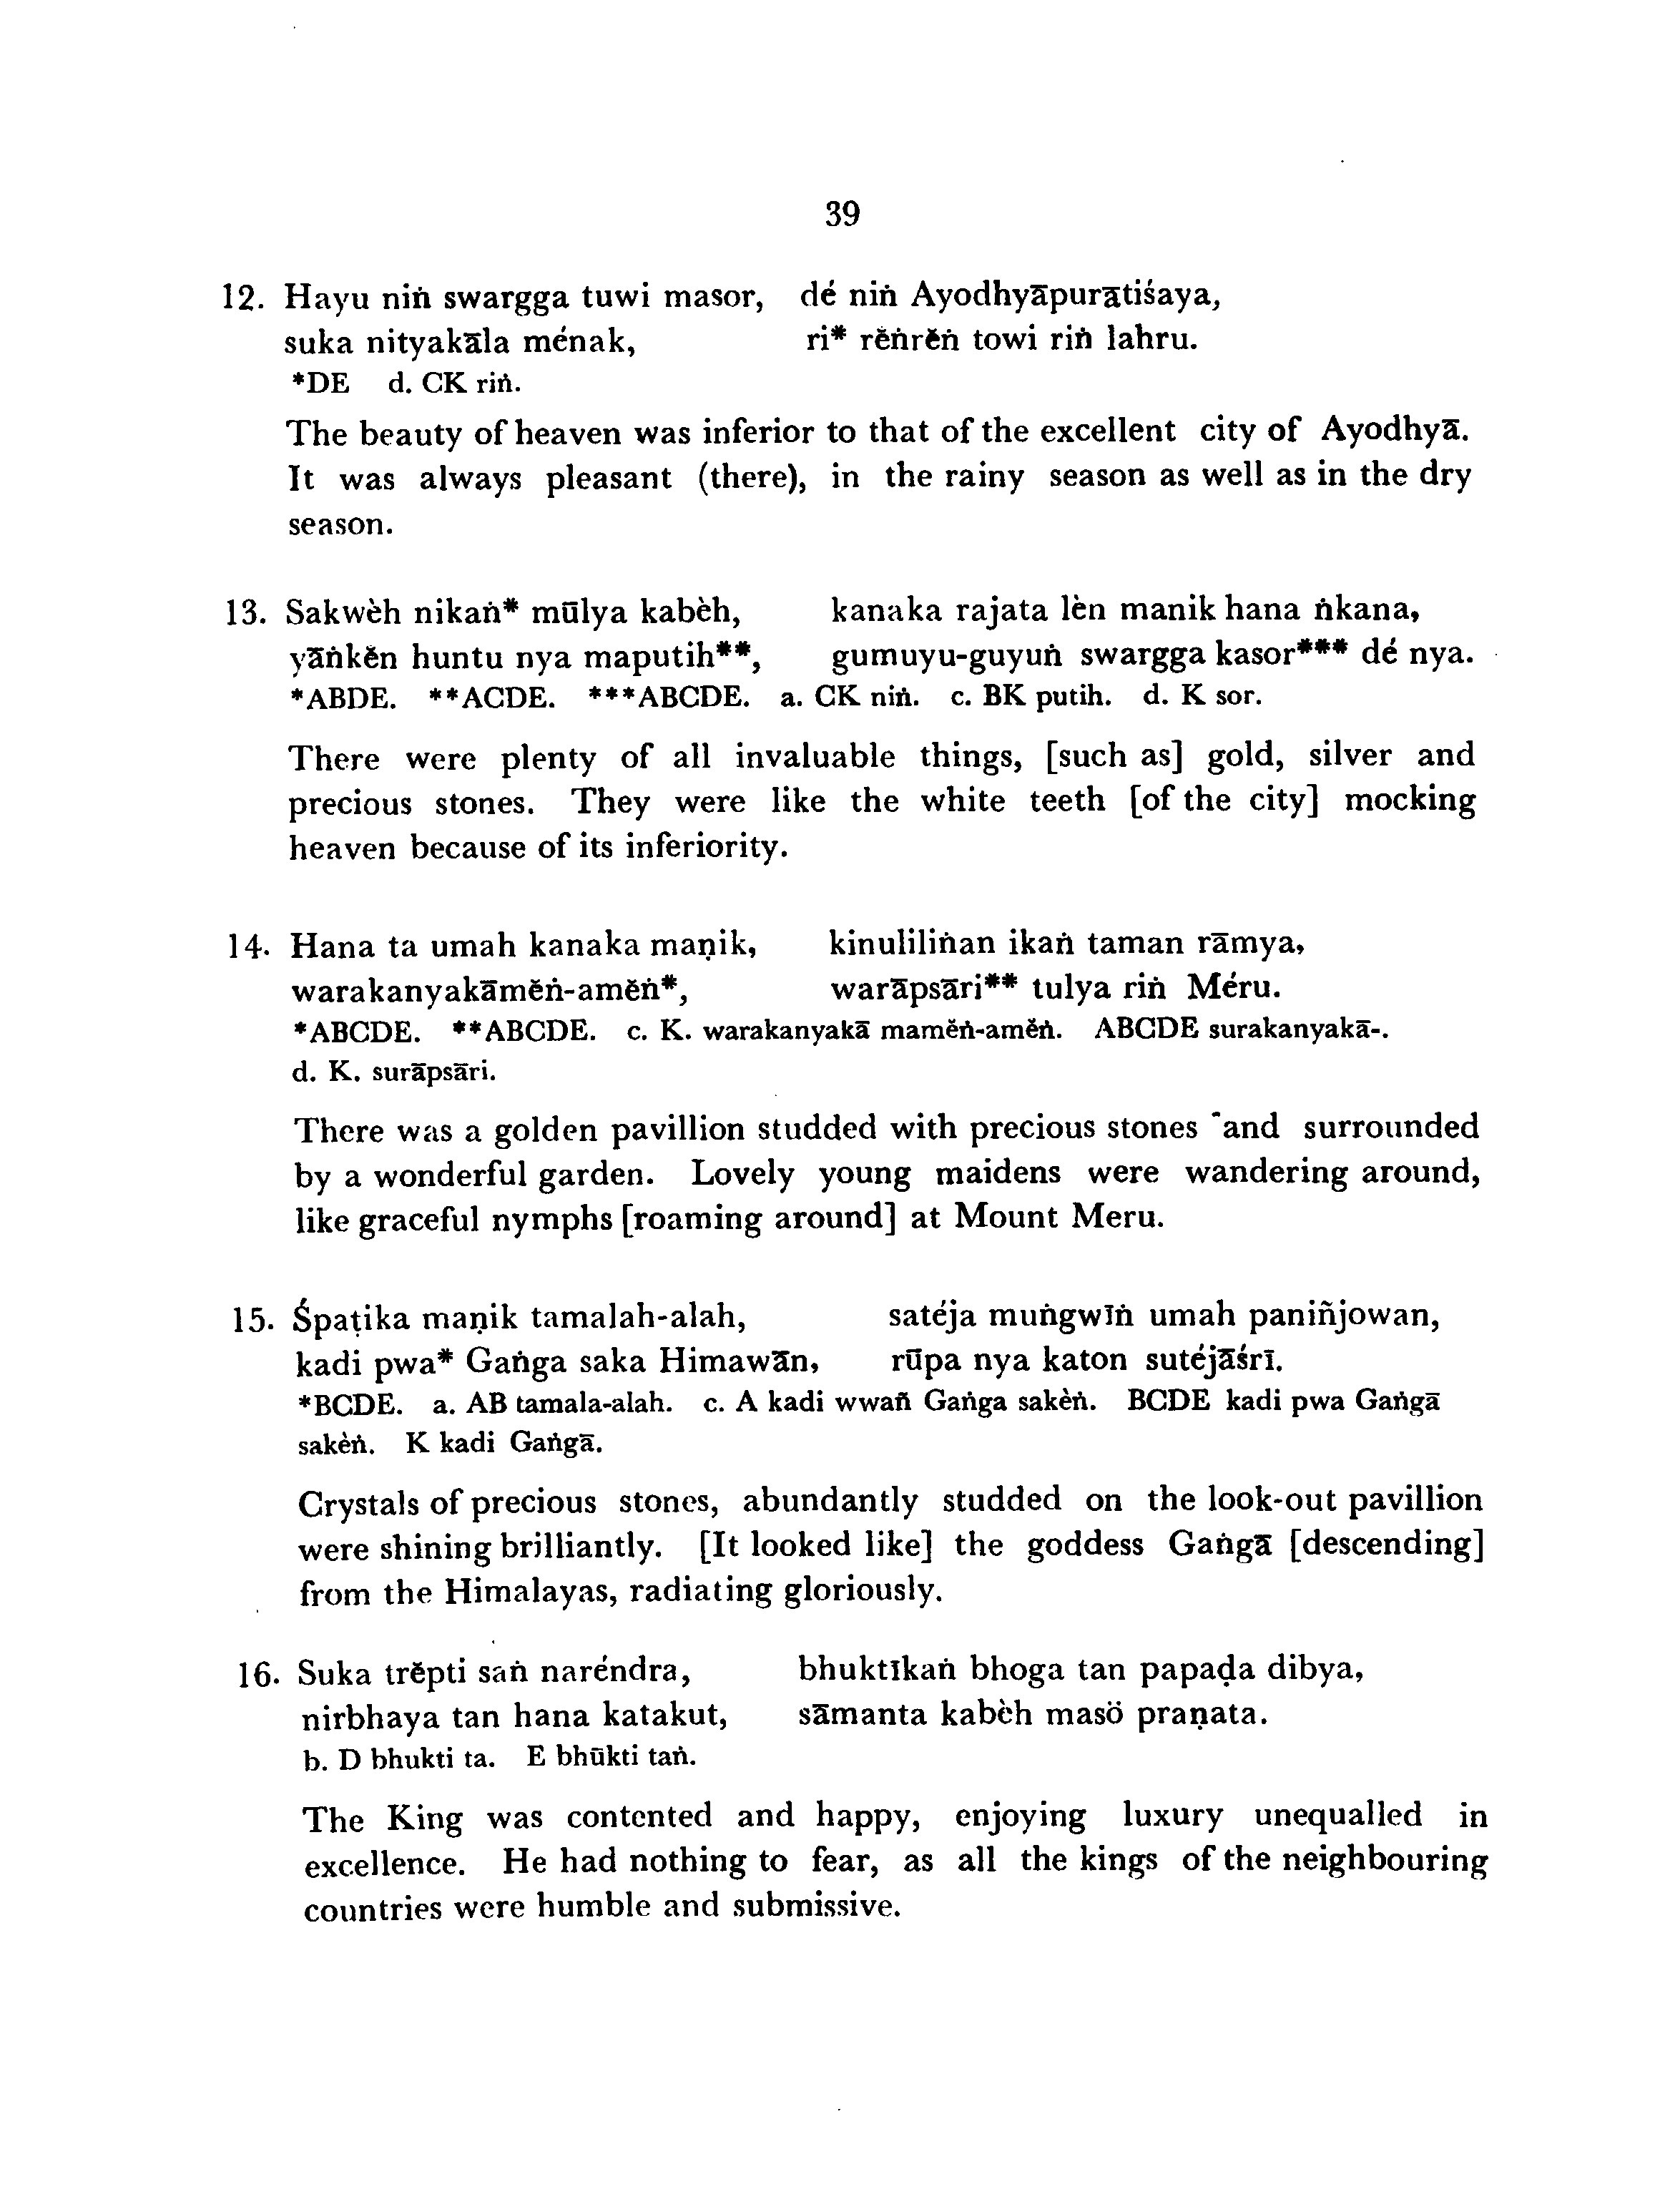 39
12. Hayu niṅ swargga tuwi masor, dé niṅ Ayodhyāpurātiśaya,
suka nityakāla ménak, ri* rĕṅrĕṅ towi riṅ lahru.
*DE d. CK riṅ.
The beauty of heaven was inferior to that of the excellent city of Ayodhyā.
It was always pleasant (there), in the rainy season as well as in the dry
season.
13. Sakwèh nikaṅ* mūlya kabèh, kanaka rajata lèn manik hana ṅkana,
yāṅkĕn huntu nya maputih**, gumuyu-guyuṅ swargga kasor*** dé nya.
*ABDE. **ACDE. ***ABCDE. a. CK niṅ. c. BK putih. d. K sor.
There were plenty of all invaluable things, [such as] gold, silver and
precious stones. They were like the white teeth [of the city] mocking
heaven because of its inferiority.
14. Hana ta umah kanaka maṇik, kinuliliṅan ikaṅ taman rāmya,
warakanyakāmĕṅ-amĕṅ*, warāpsāri** tulya riṅ Méru.
*ABCDE. **ABCDE. c. K. warakanyakā mamĕṅ-amĕṅ. ABCDE surakanyakā-.
d. K. surāpsāri.
There was a golden pavillion studded with precious stones and surrounded
by a wonderful garden. Lovely young maidens were wandering around,
like graceful nymphs [roaming around] at Mount Meru.
15. Śpaṭika maṇik tamalah-alah, satéja muṅgwīṅ umah paniñjowan,
kadi pwa* Gaṅga saka Himawān, rūpa nya katon sutéjāśrī.
*BCDE. a. AB tamala-alah. c. A kadi wwañ Gaṅga sakèṅ. BCDE kadi pwa Gaṅgā
sakèṅ. K kadi Gaṅgā.
Crystals of precious stones, abundantly studded on the look-out pavillion
were shining brilliantly. [It looked like] the goddess Gaṅgā [descending]
from the Himalayas, radiating gloriously.
16. Suka trĕpti saṅ naréndra, bhuktīkaṅ bhoga tan papaḍa dibya,
nirbhaya tan hana katakut, sāmanta kabèh masö praṇata.
b. D bhukti ta. E bhūkti taṅ.
The King was contented and happy, enjoying luxury unequalled in
excellence. He had nothing to fear, as all the kings of the neighbouring
countries were humble and submissive.